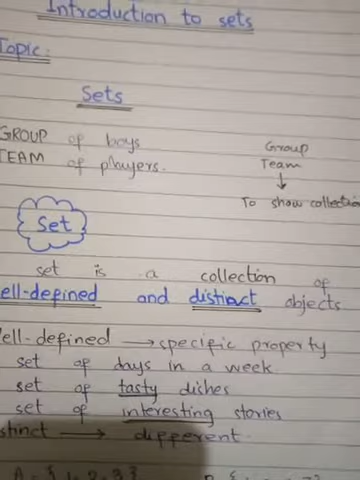 Introduction to sets
Topic:
Sets
GROUP of boys
TEAM of players.
Group
Team
↓
To show collection
Set
set is a collection of
ell-defined and distinct objects
ell-defined → specific property
set of days in a week.
set of tasty dishes
set of interesting stories
stinct → different.